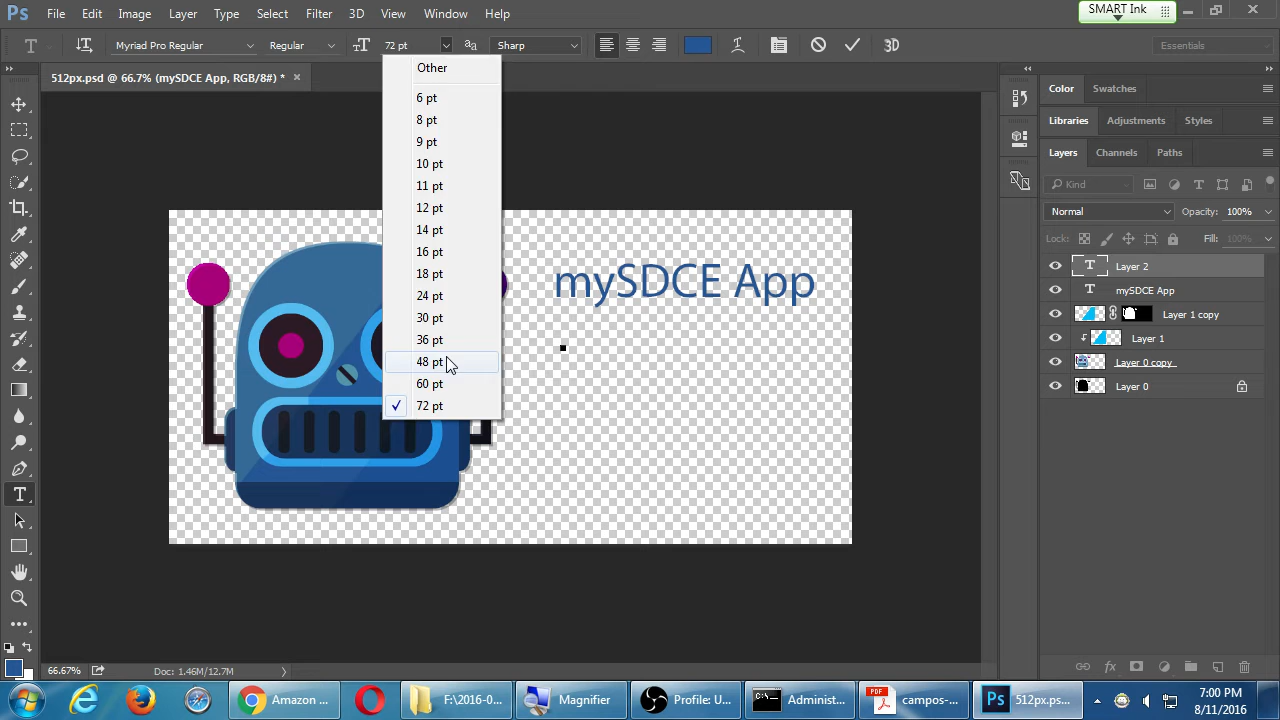 Ps File Edit Image Layer Type Select Filter 3D View Window Help
SMART Ink
T Myriad Pro Regular Regular 72 pt Sharp 3D Essentials
512px.psd @ 66.7% (mySDCE App, RGB/8#) *
Other
6 pt
8 pt
9 pt
10 pt
11 pt
12 pt
14 pt
16 pt
18 pt
24 pt
30 pt
36 pt
48 pt
60 pt
72 pt
mySDCE App
Color Swatches
Libraries Adjustments Styles
Layers Channels Paths
Kind
Normal Opacity: 100%
Lock: Fill: 100%
T Layer 2
T mySDCE App
Layer 1 copy
Layer 1
Layer 0 copy
Layer 0
66.67% Doc: 1.46M/12.7M
Amazon ...
F:\2016-0...
Magnifier
Profile: U...
Administ...
campos-...
Ps 512px.ps...
7:00 PM
8/11/2016